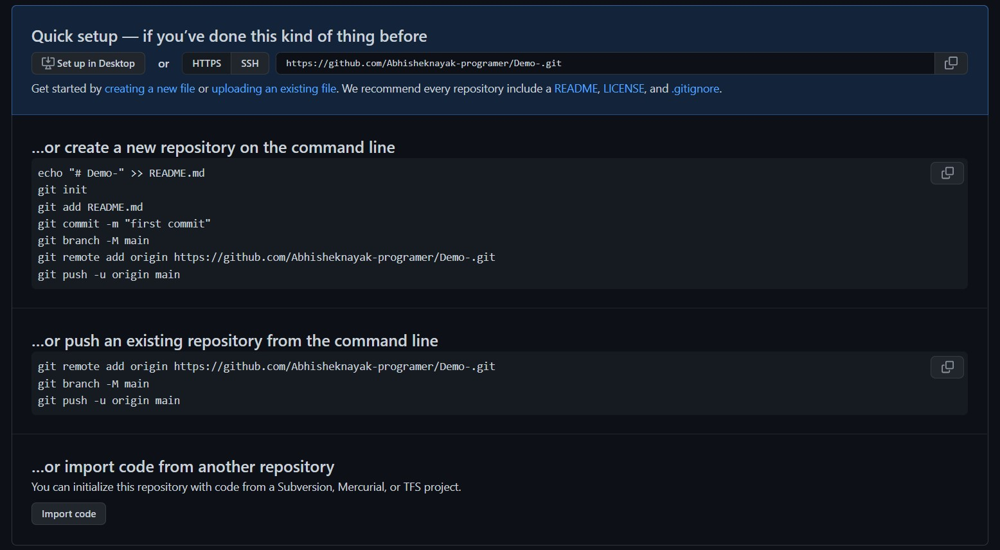 Quick setup — if you’ve done this kind of thing before
Set up in Desktop or HTTPS SSH https://github.com/Abhisheknayak-programer/Demo-.git
Get started by creating a new file or uploading an existing file. We recommend every repository include a README, LICENSE, and .gitignore.
…or create a new repository on the command line
echo "# Demo-" >> README.md
git init
git add README.md
git commit -m "first commit"
git branch -M main
git remote add origin https://github.com/Abhisheknayak-programer/Demo-.git
git push -u origin main
…or push an existing repository from the command line
git remote add origin https://github.com/Abhisheknayak-programer/Demo-.git
git branch -M main
git push -u origin main
…or import code from another repository
You can initialize this repository with code from a Subversion, Mercurial, or TFS project.
Import code